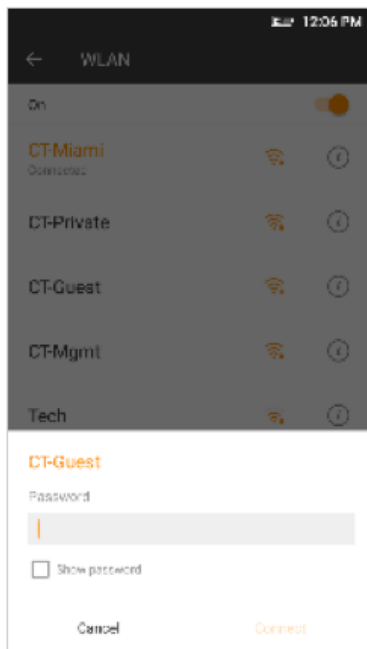 12:06 PM
WLAN
On
CT-Miami
Connected
CT-Private
CT-Guest
CT-Mgmt
Tech
CT-Guest
Password
Show password
Cancel
Connect